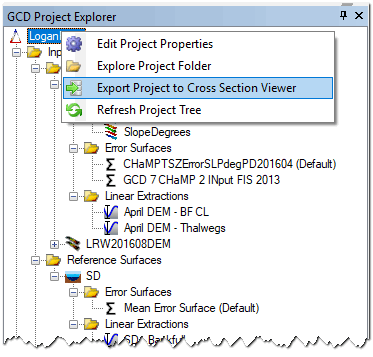 GCD Project Explorer
Logan
Edit Project Properties
Inp
Explore Project Folder
Export Project to Cross Section Viewer
Refresh Project Tree
SlopeDegrees
Error Surfaces
CHaMPTSZErrorSLPdegPD201604 (Default)
GCD 7 CHaMP 2 INput FIS 2013
Linear Extractions
April DEM - BF CL
April DEM - Thalwegs
LRW201608DEM
Reference Surfaces
SD
Error Surfaces
Mean Error Surface (Default)
Linear Extractions